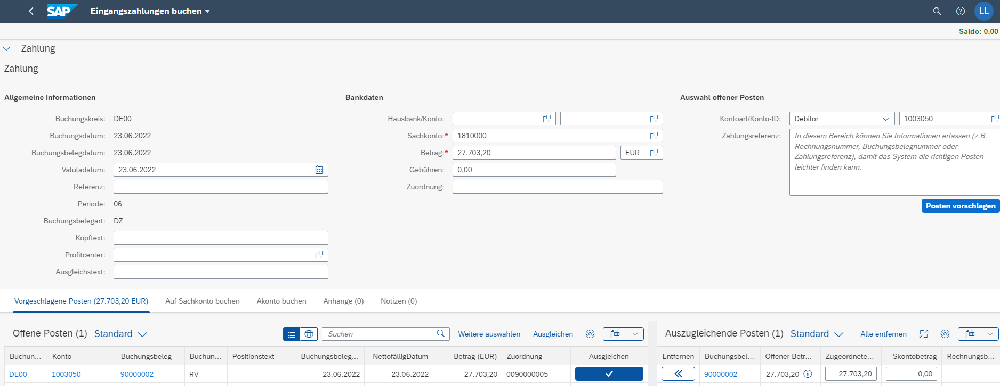 SAP Eingangszahlungen buchen LL
Saldo: 0,00
Zahlung
Zahlung
Allgemeine Informationen
Buchungskreis: DE00
Buchungsdatum: 23.06.2022
Buchungsbelegdatum: 23.06.2022
Valutadatum: 23.06.2022
Referenz:
Periode: 06
Buchungsbelegart: DZ
Kopftext:
Profitcenter:
Ausgleichstext:
Bankdaten
Hausbank/Konto:
Sachkonto:* 1810000
Betrag:* 27.703,20 EUR
Gebühren: 0,00
Zuordnung:
Auswahl offener Posten
Kontoart/Konto-ID: Debitor 1003050
Zahlungsreferenz: In diesem Bereich können Sie Informationen erfassen (z.B.
Rechnungsnummer, Buchungsbelegnummer oder
Zahlungsreferenz), damit das System die richtigen Posten
leichter finden kann.
Posten vorschlagen
Vorgeschlagene Posten (27.703,20 EUR) Auf Sachkonto buchen Akonto buchen Anhänge (0) Notizen (0)
Offene Posten (1) Standard Suchen Weitere auswählen Ausgleichen
Buchun... Konto Buchungsbeleg Buchun... Positionstext Buchungsbeleg... NettofälligDatum Betrag (EUR) Zuordnung Ausgleichen
DE00 1003050 90000002 RV 23.06.2022 23.06.2022 27.703,20 0090000005
Auszugleichende Posten (1) Standard Alle entfernen
Entfernen Buchungsbel... Offener Betr... Zugeordnete... Skontobetrag Rechnungsb...
90000002 27.703,20 27.703,20 0,00